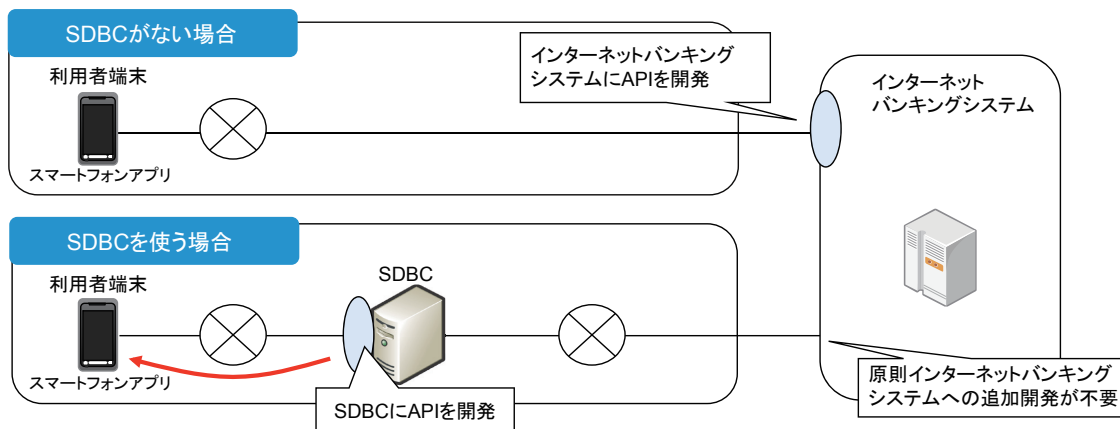 SDBCがない場合
利用者端末
スマートフォンアプリ
インターネットバンキング
システムにAPIを開発
インターネット
バンキングシステム
SDBCを使う場合
利用者端末
スマートフォンアプリ
SDBC
SDBCにAPIを開発
原則インターネットバンキング
システムへの追加開発が不要